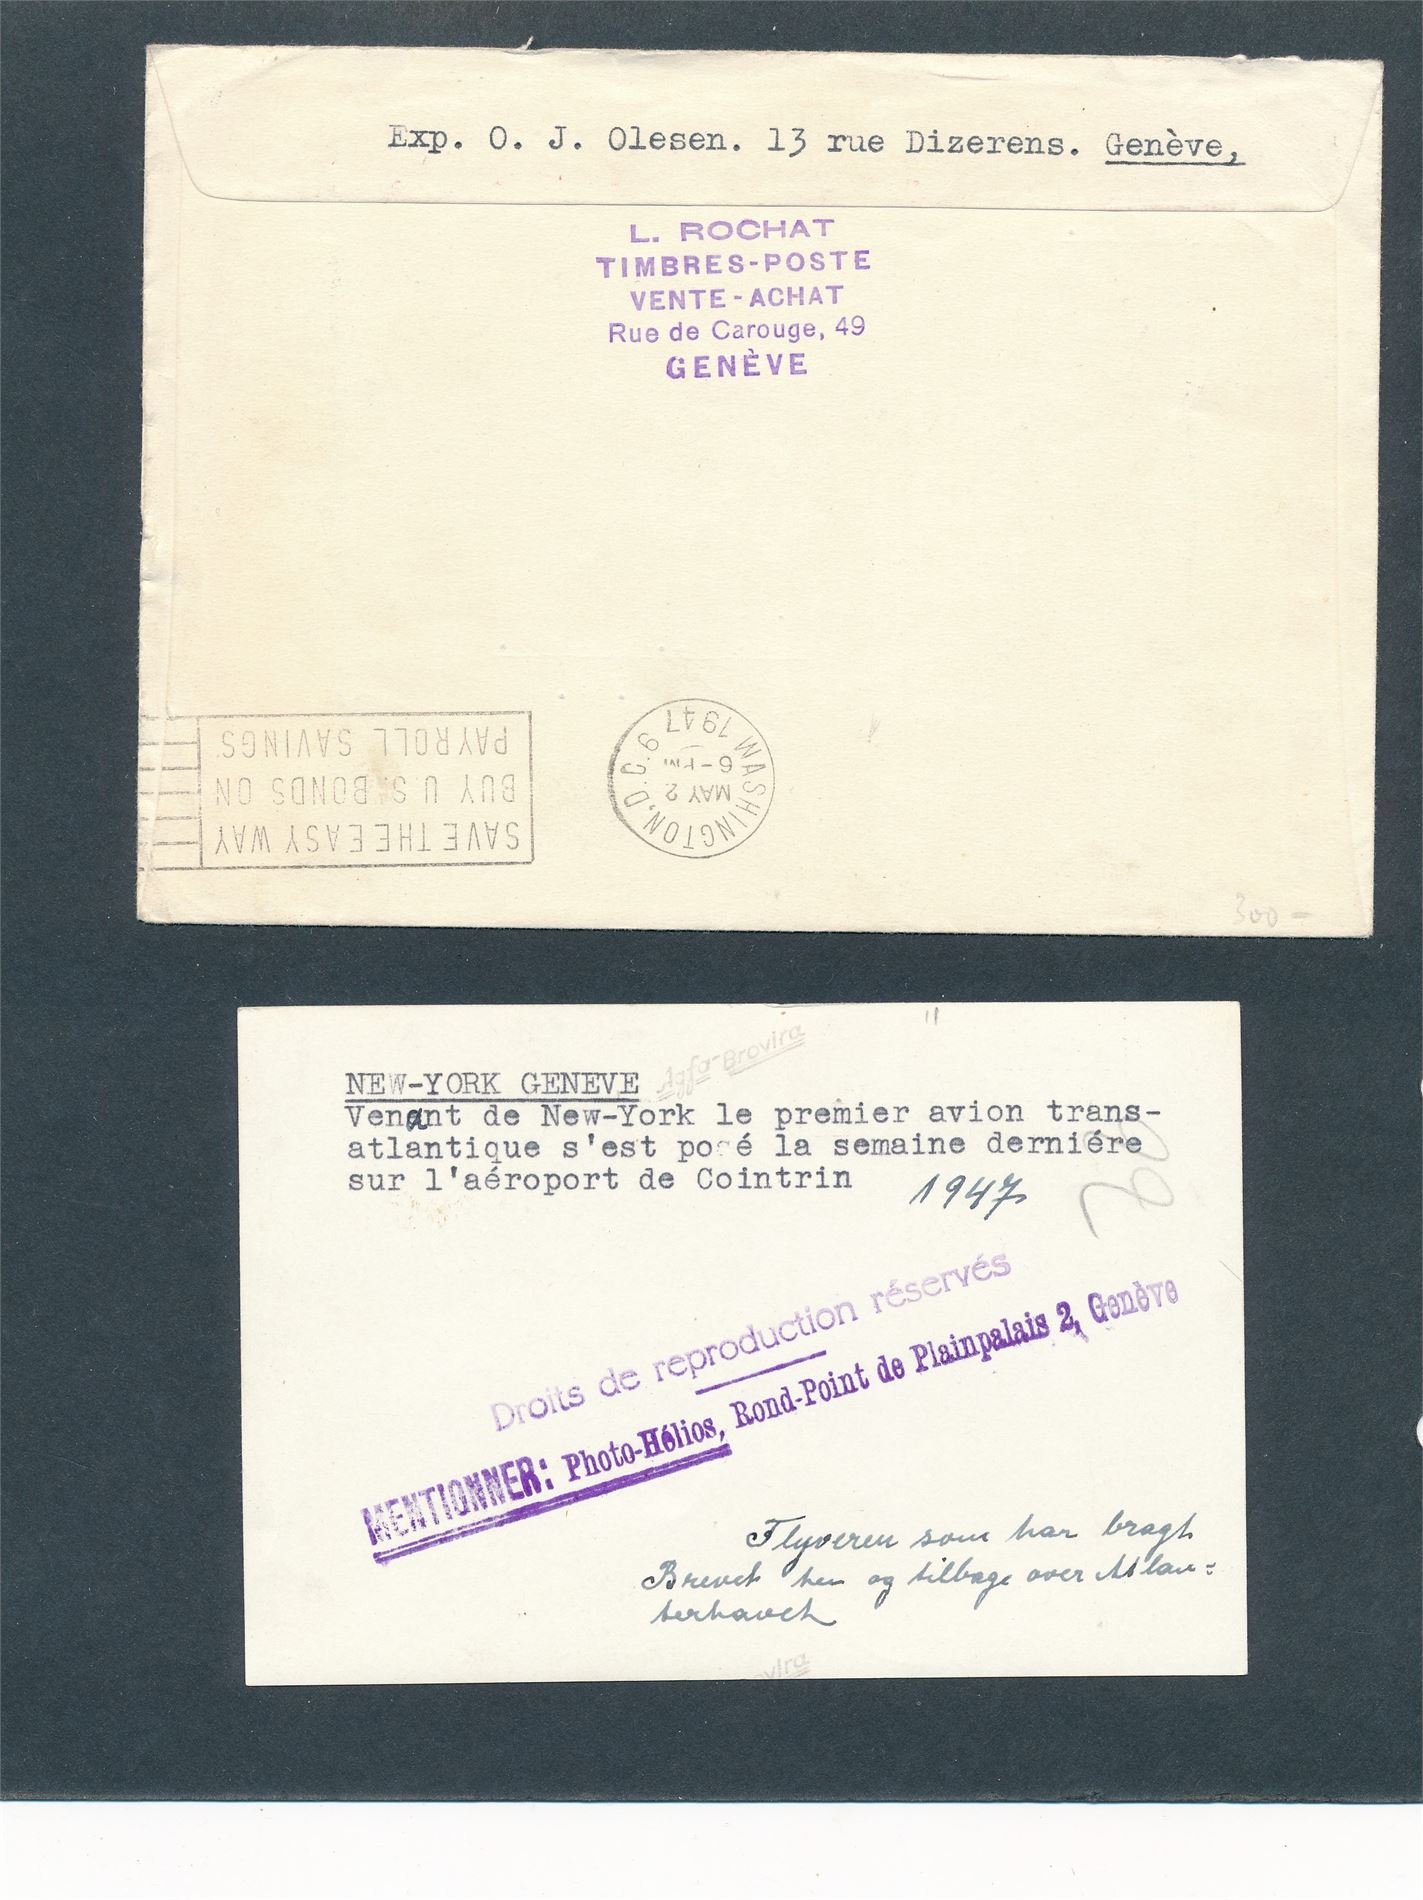 Exp. O. J. Olesen. 13 rue Dizerens. Genève,
L. ROCHAT
TIMBRES-POSTE
VENTE-ACHAT
Rue de Carouge, 49
GENÈVE
WASHINGTON, D.C. 9
MAY 2
6-PM
1947
SAVE THE EASY WAY
BUY U.S. BONDS ON
PAYROLL SAVINGS
300-
Agfa-Brovira
NEW-YORK GENEVE
Venant de New-York le premier avion trans-
atlantique s'est posé la semaine derniére
sur l'aéroport de Cointrin
1947
Droits de reproduction réservés
MENTIONNER: Photo-Hélios, Rond-Point de Plainpalais 2, Genève
Flyveren som har bragt
Brevet hen og tilbage over Atlan=
terhavet
ovira